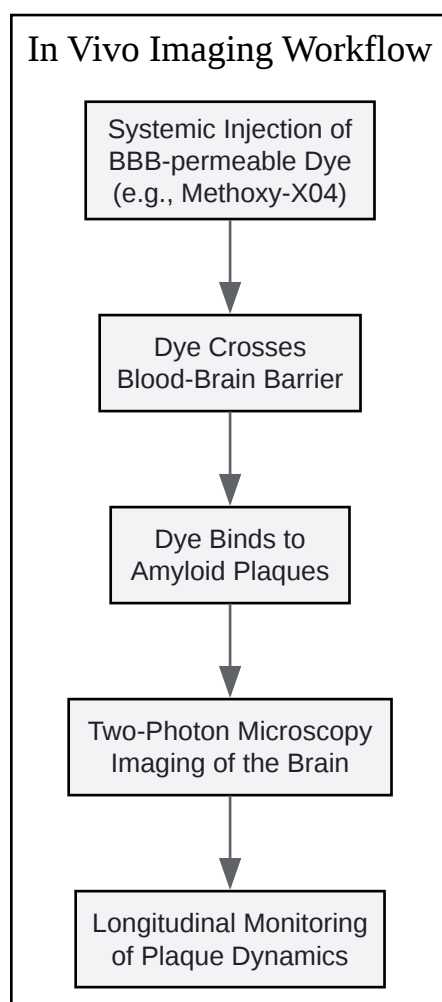 In Vivo Imaging Workflow
Systemic Injection of
BBB-permeable Dye
(e.g., Methoxy-X04)
Dye Crosses
Blood-Brain Barrier
Dye Binds to
Amyloid Plaques
Two-Photon Microscopy
Imaging of the Brain
Longitudinal Monitoring
of Plaque Dynamics